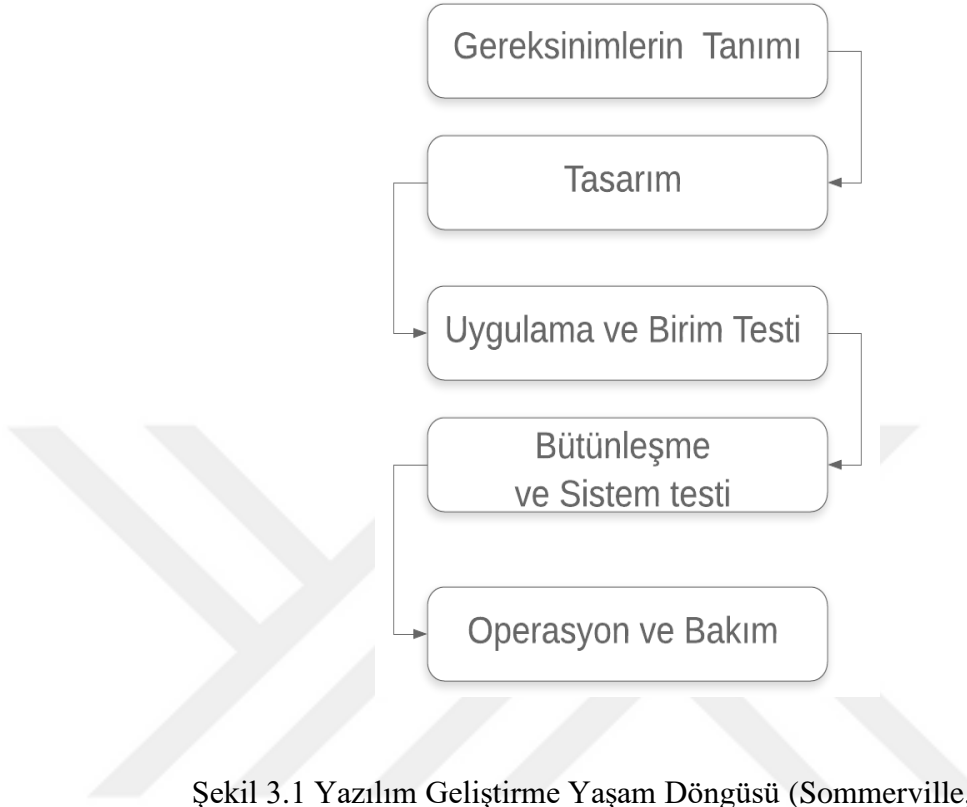 Gereksinimlerin Tanımı
Tasarım
Uygulama ve Birim Testi
Bütünleşme
ve Sistem testi
Operasyon ve Bakım
Şekil 3.1 Yazılım Geliştirme Yaşam Döngüsü (Sommerville,